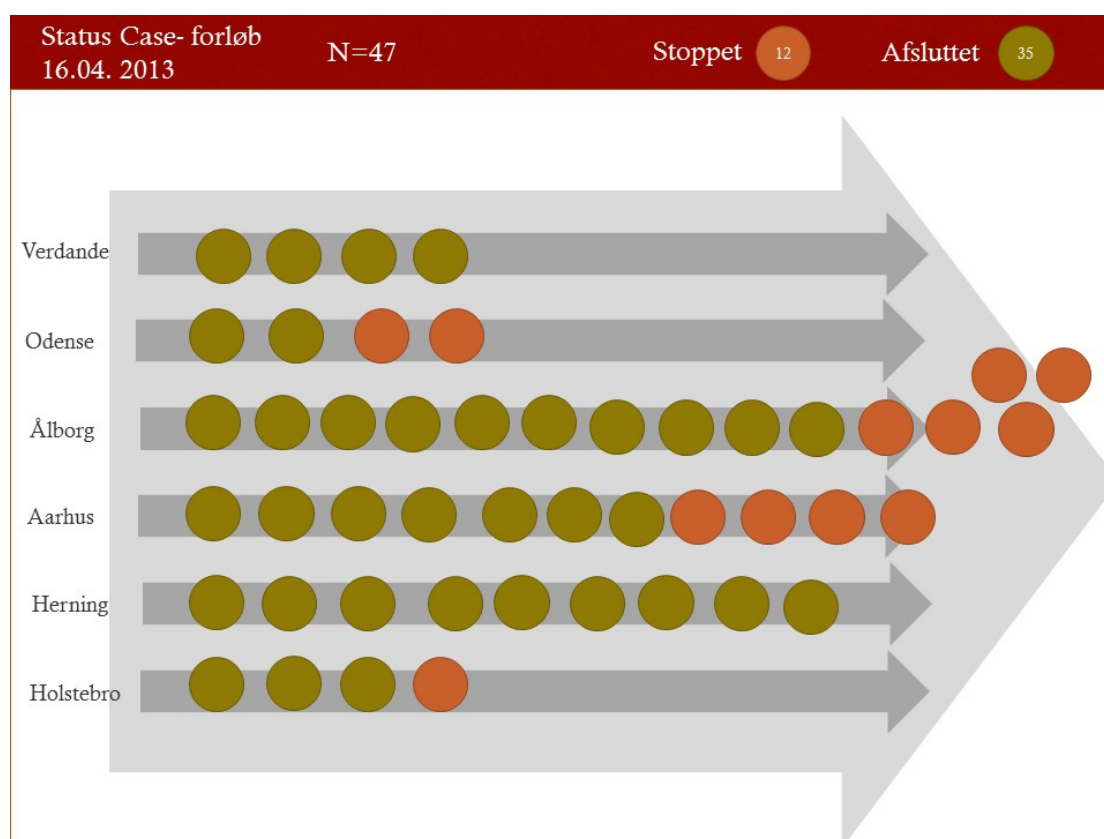 Status Case- forløb
16.04. 2013
N=47
Stoppet 12
Afsluttet 35
Verdande
Odense
Ålborg
Aarhus
Herning
Holstebro